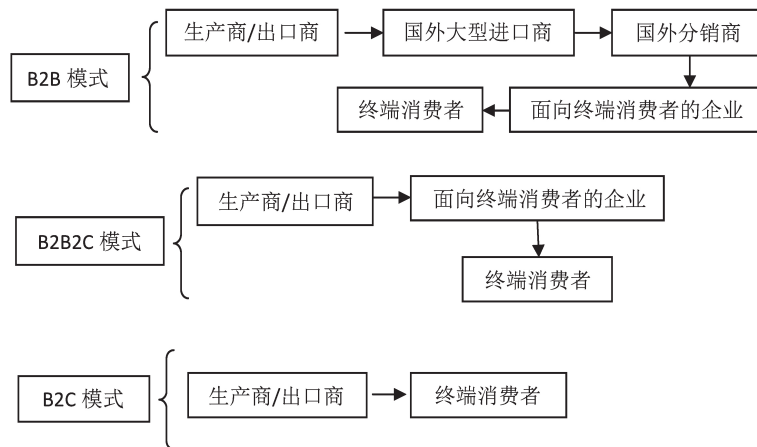 生产商/出口商
国外大型进口商
国外分销商
B2B 模式
终端消费者
面向终端消费者的企业
生产商/出口商
面向终端消费者的企业
B2B2C 模式
终端消费者
B2C 模式
生产商/出口商
终端消费者